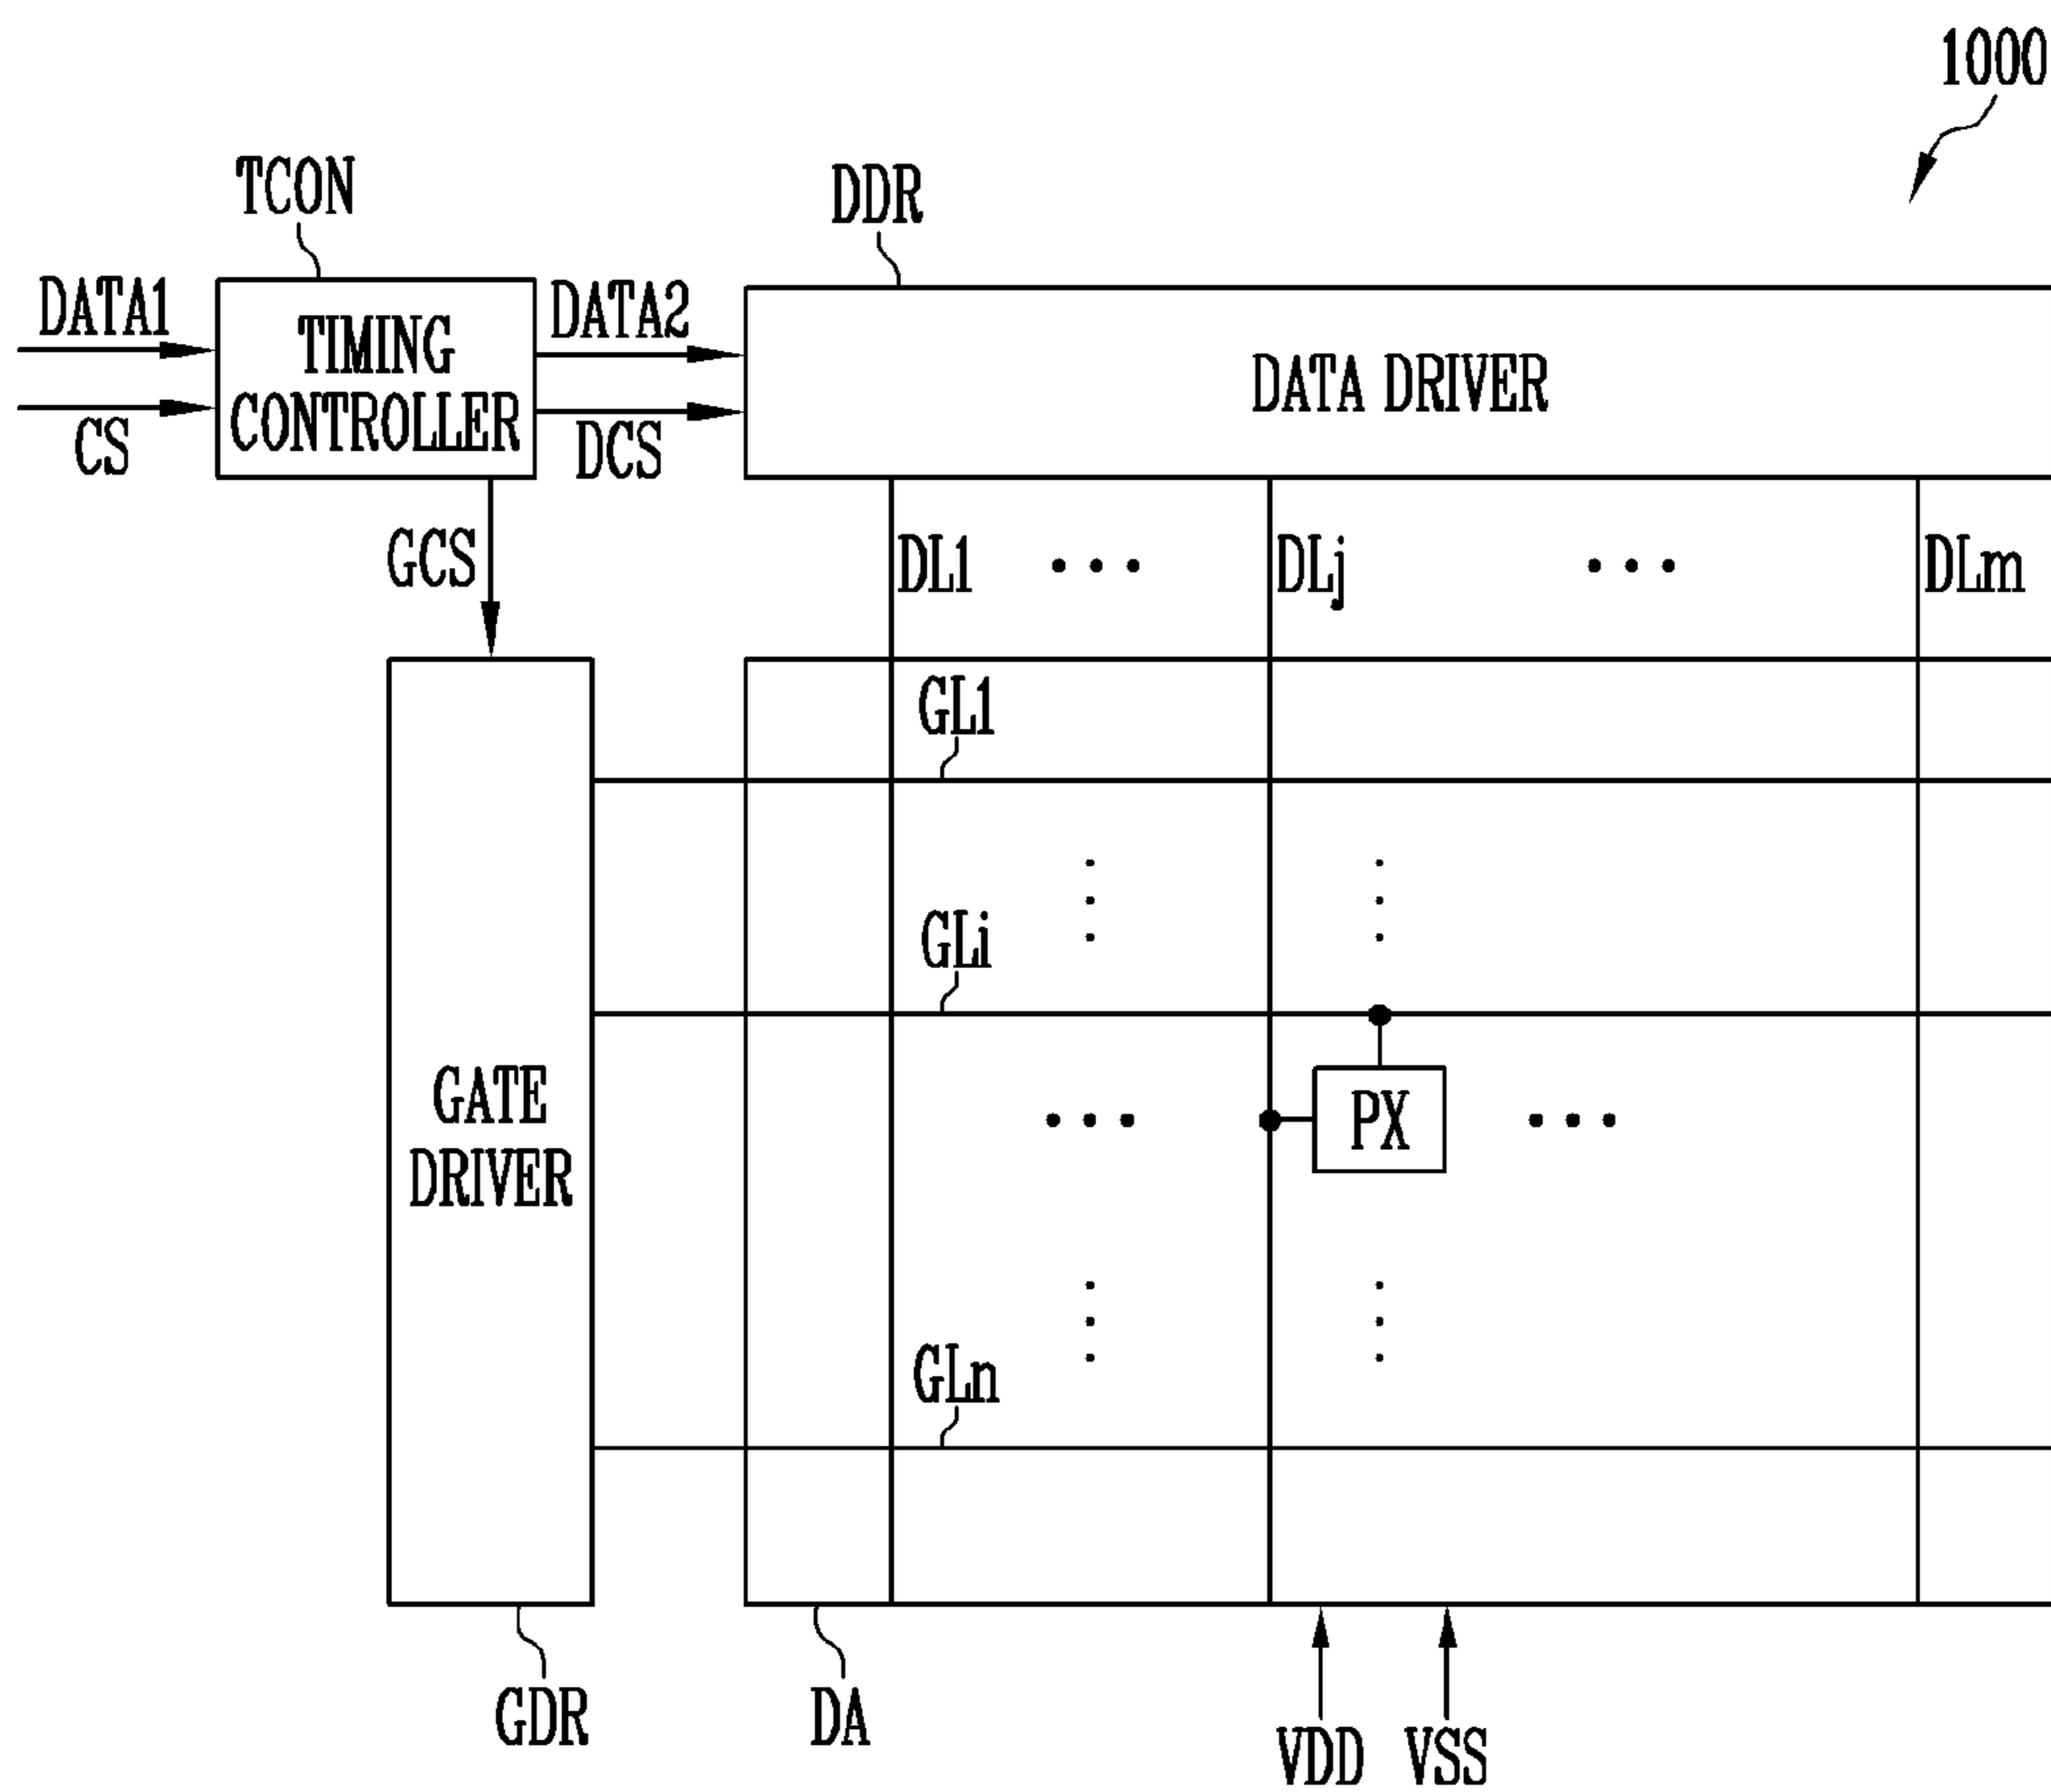 1000
TCON
DDR
DATA1
CS
TIMING
CONTROLLER
DATA2
DCS
DATA DRIVER
GCS
DL1
DLj
DLm
GL1
GLi
GATE
DRIVER
PX
GLn
GDR
DA
VDD
VSS